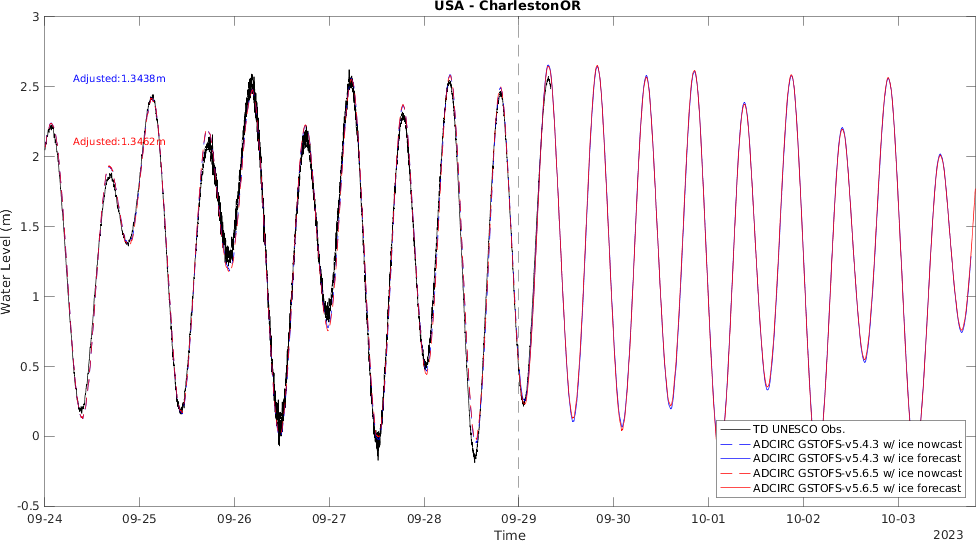 USA - CharlestonOR
3
2.5
2
1.5
1
0.5
0
-0.5
Water Level (m)
Adjusted:1.3438m
Adjusted:1.3462m
TD UNESCO Obs.
ADCIRC GSTOFS-v5.4.3 w/ ice nowcast
ADCIRC GSTOFS-v5.4.3 w/ ice forecast
ADCIRC GSTOFS-v5.6.5 w/ ice nowcast
ADCIRC GSTOFS-v5.6.5 w/ ice forecast
09-24 09-25 09-26 09-27 09-28 09-29 09-30 10-01 10-02 10-03
Time
2023